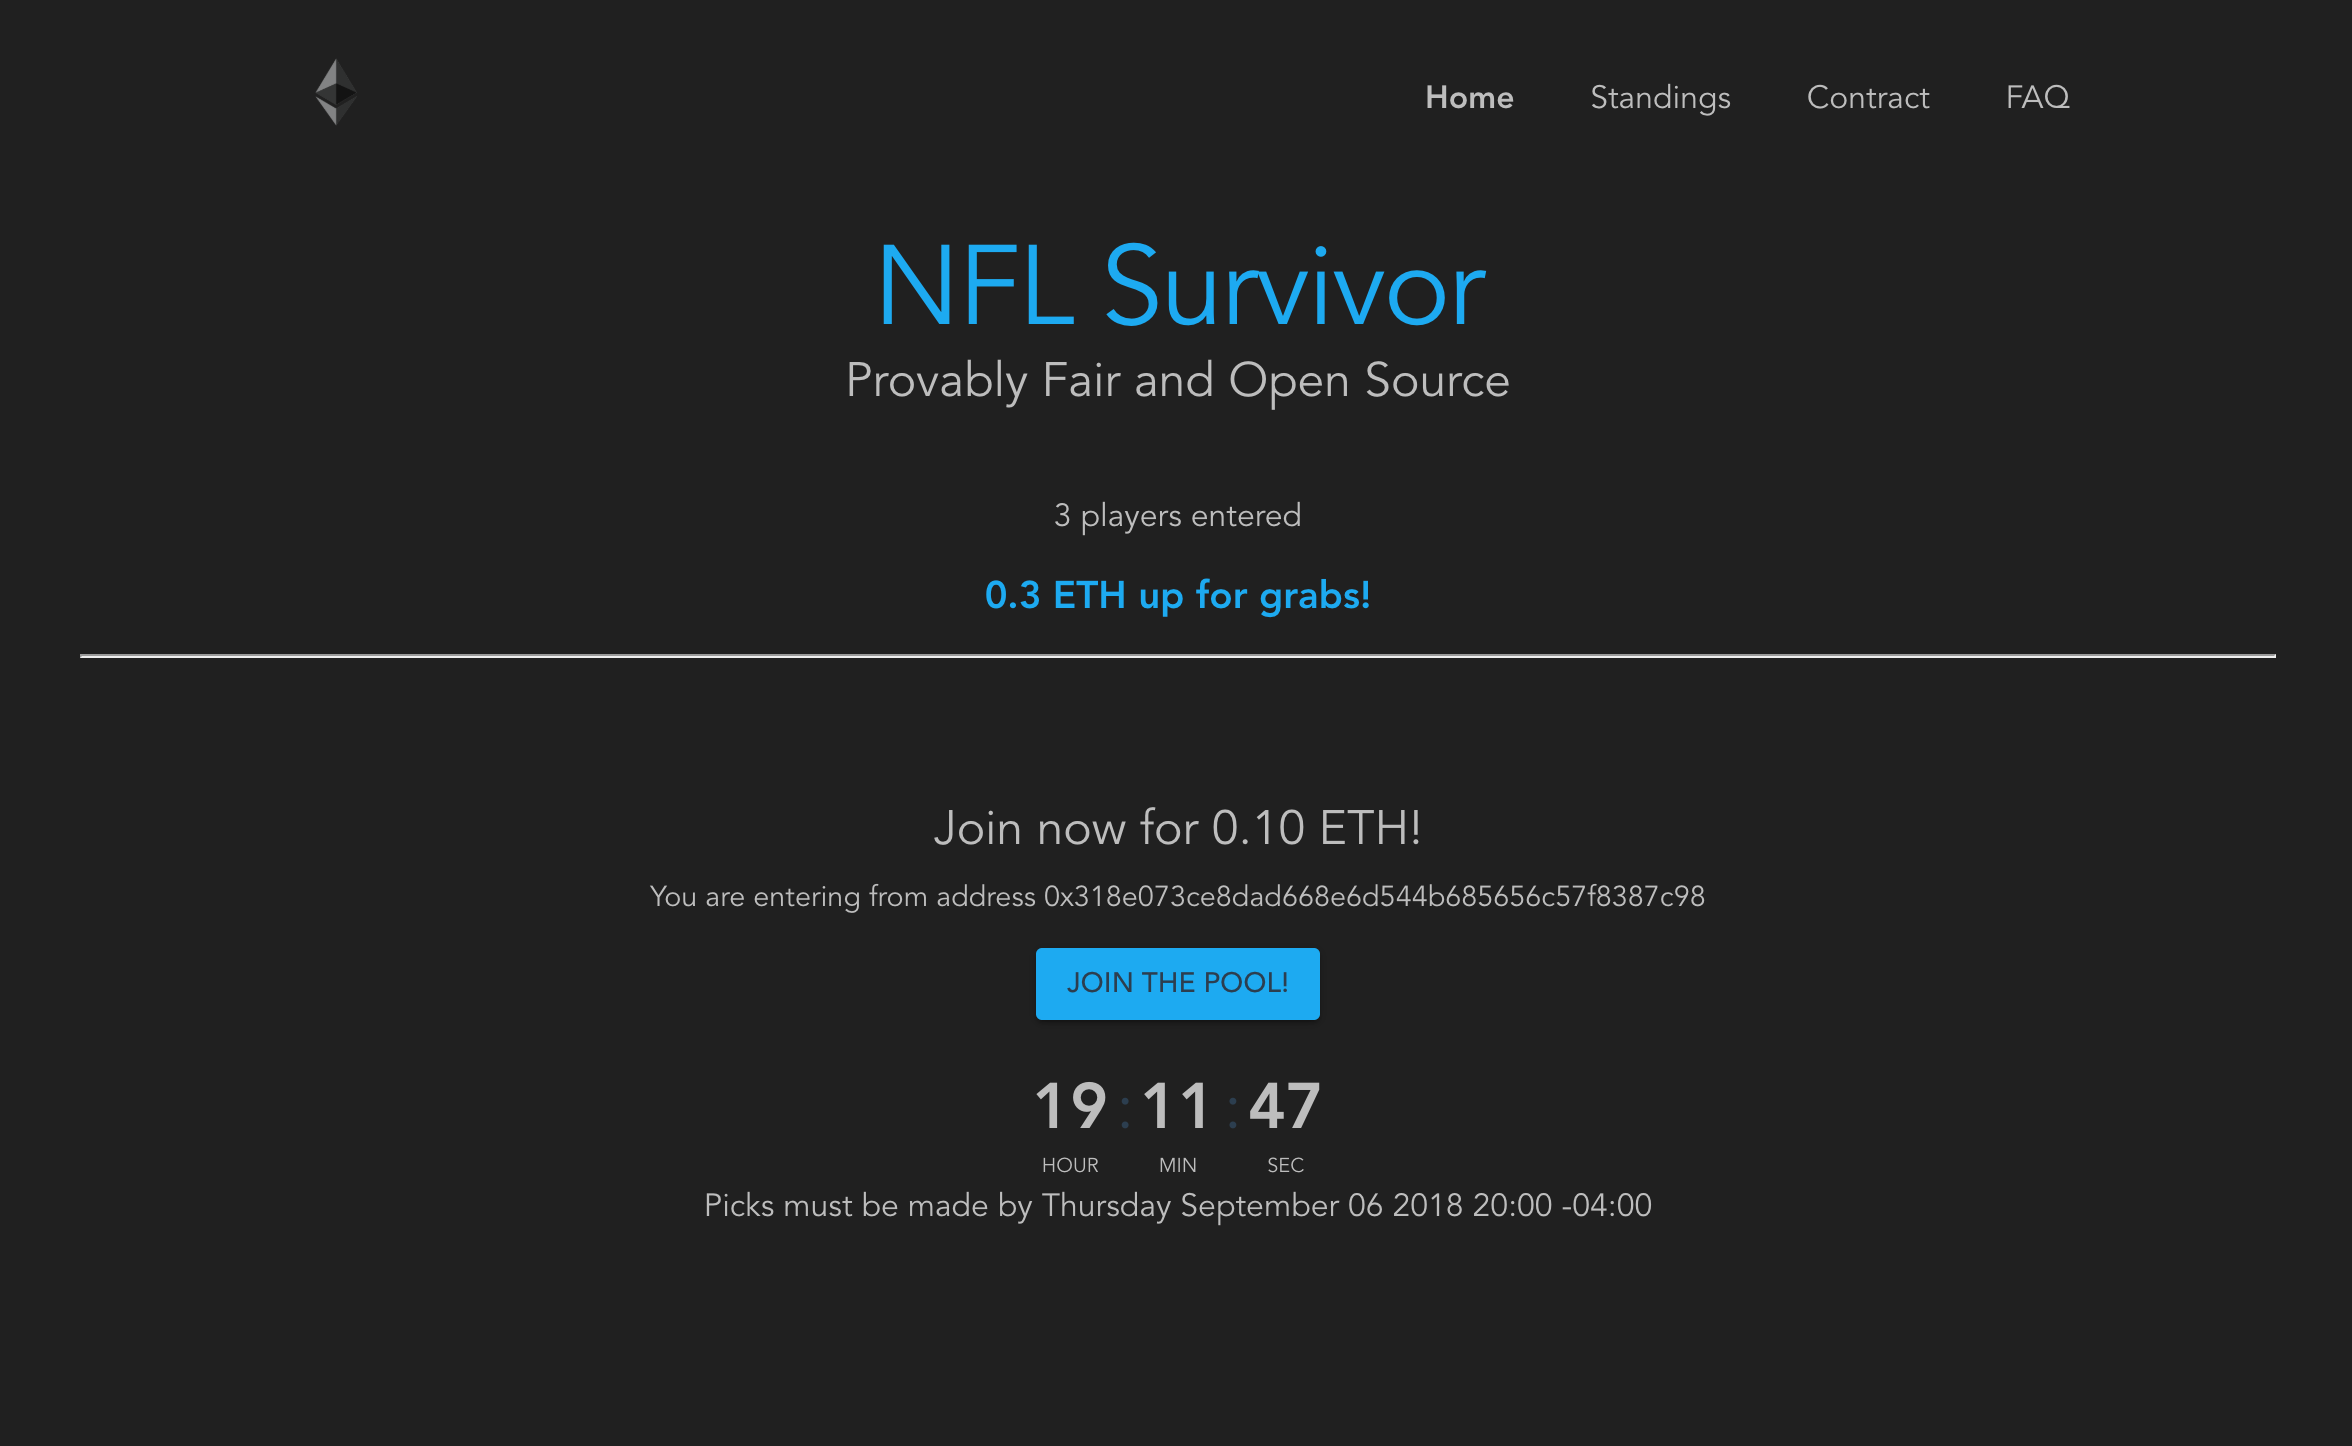 Home Standings Contract FAQ
NFL Survivor
Provably Fair and Open Source
3 players entered
0.3 ETH up for grabs!
Join now for 0.10 ETH!
You are entering from address 0x318e073ce8dad668e6d544b685656c57f8387c98
JOIN THE POOL!
19 : 11 : 47
HOUR MIN SEC
Picks must be made by Thursday September 06 2018 20:00 -04:00